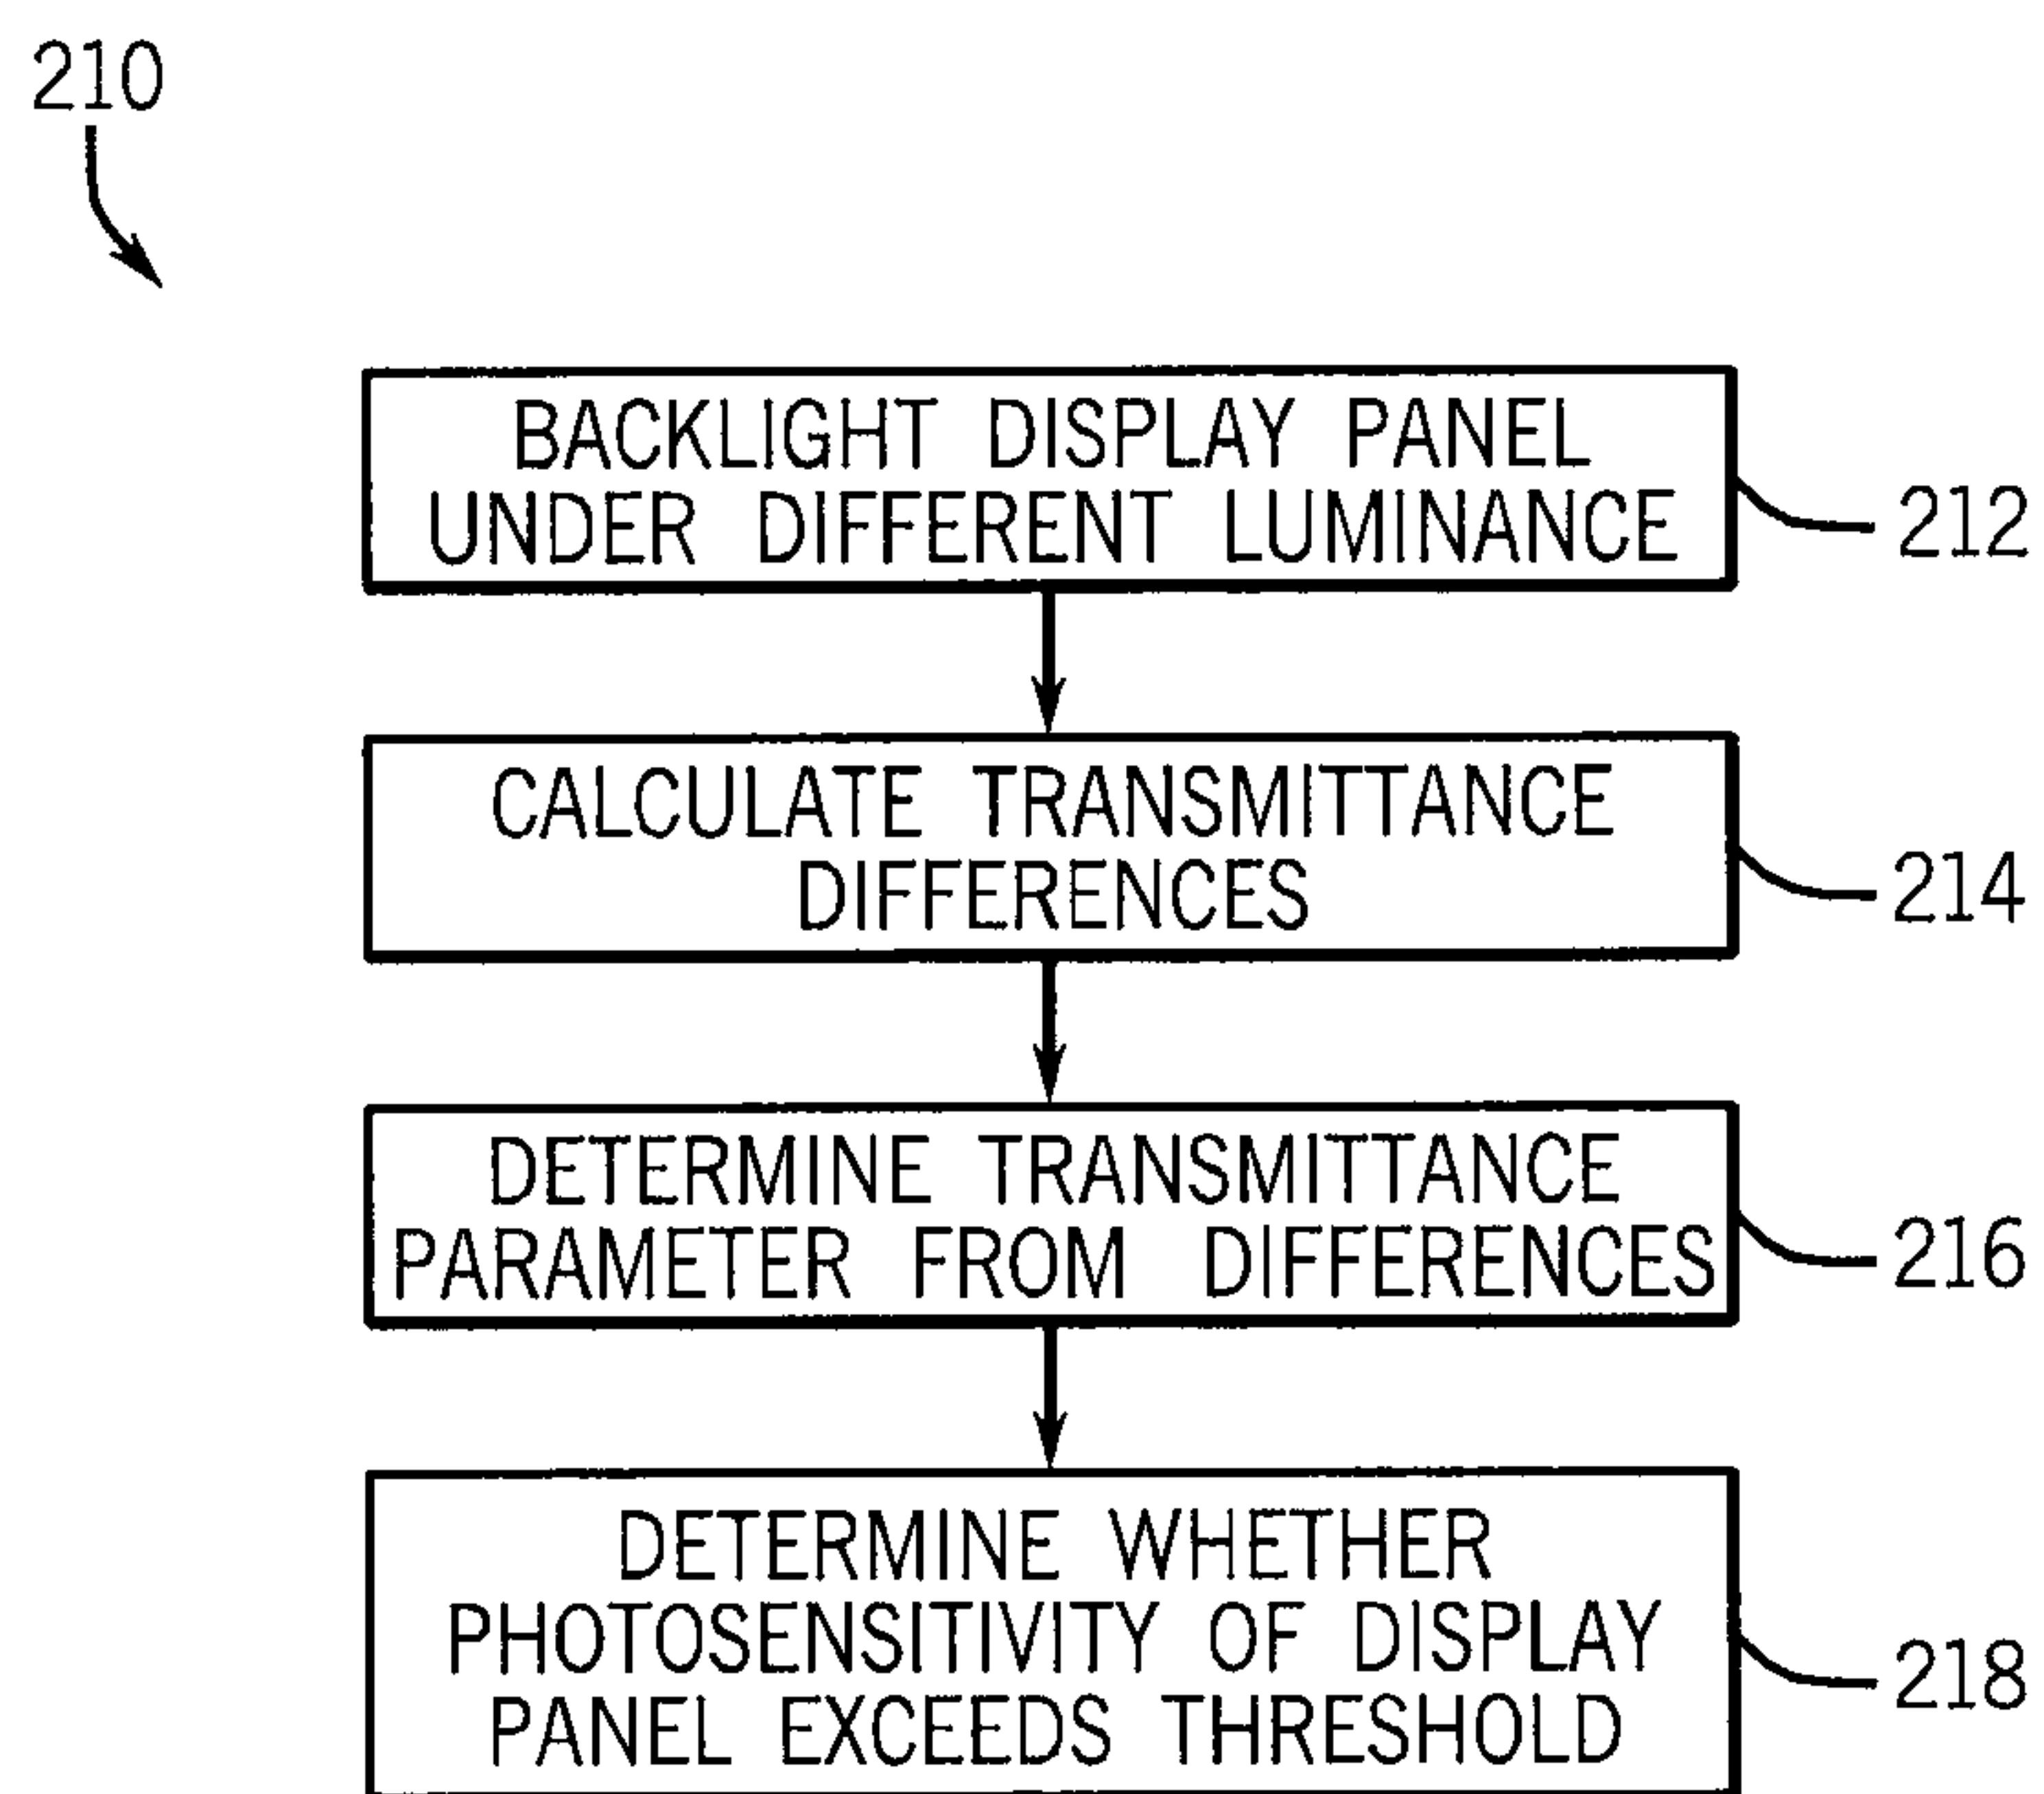 210
BACKLIGHT DISPLAY PANEL
UNDER DIFFERENT LUMINANCE
212
CALCULATE TRANSMITTANCE
DIFFERENCES
214
DETERMINE TRANSMITTANCE
PARAMETER FROM DIFFERENCES
216
DETERMINE WHETHER
PHOTOSENSITIVITY OF DISPLAY
PANEL EXCEEDS THRESHOLD
218